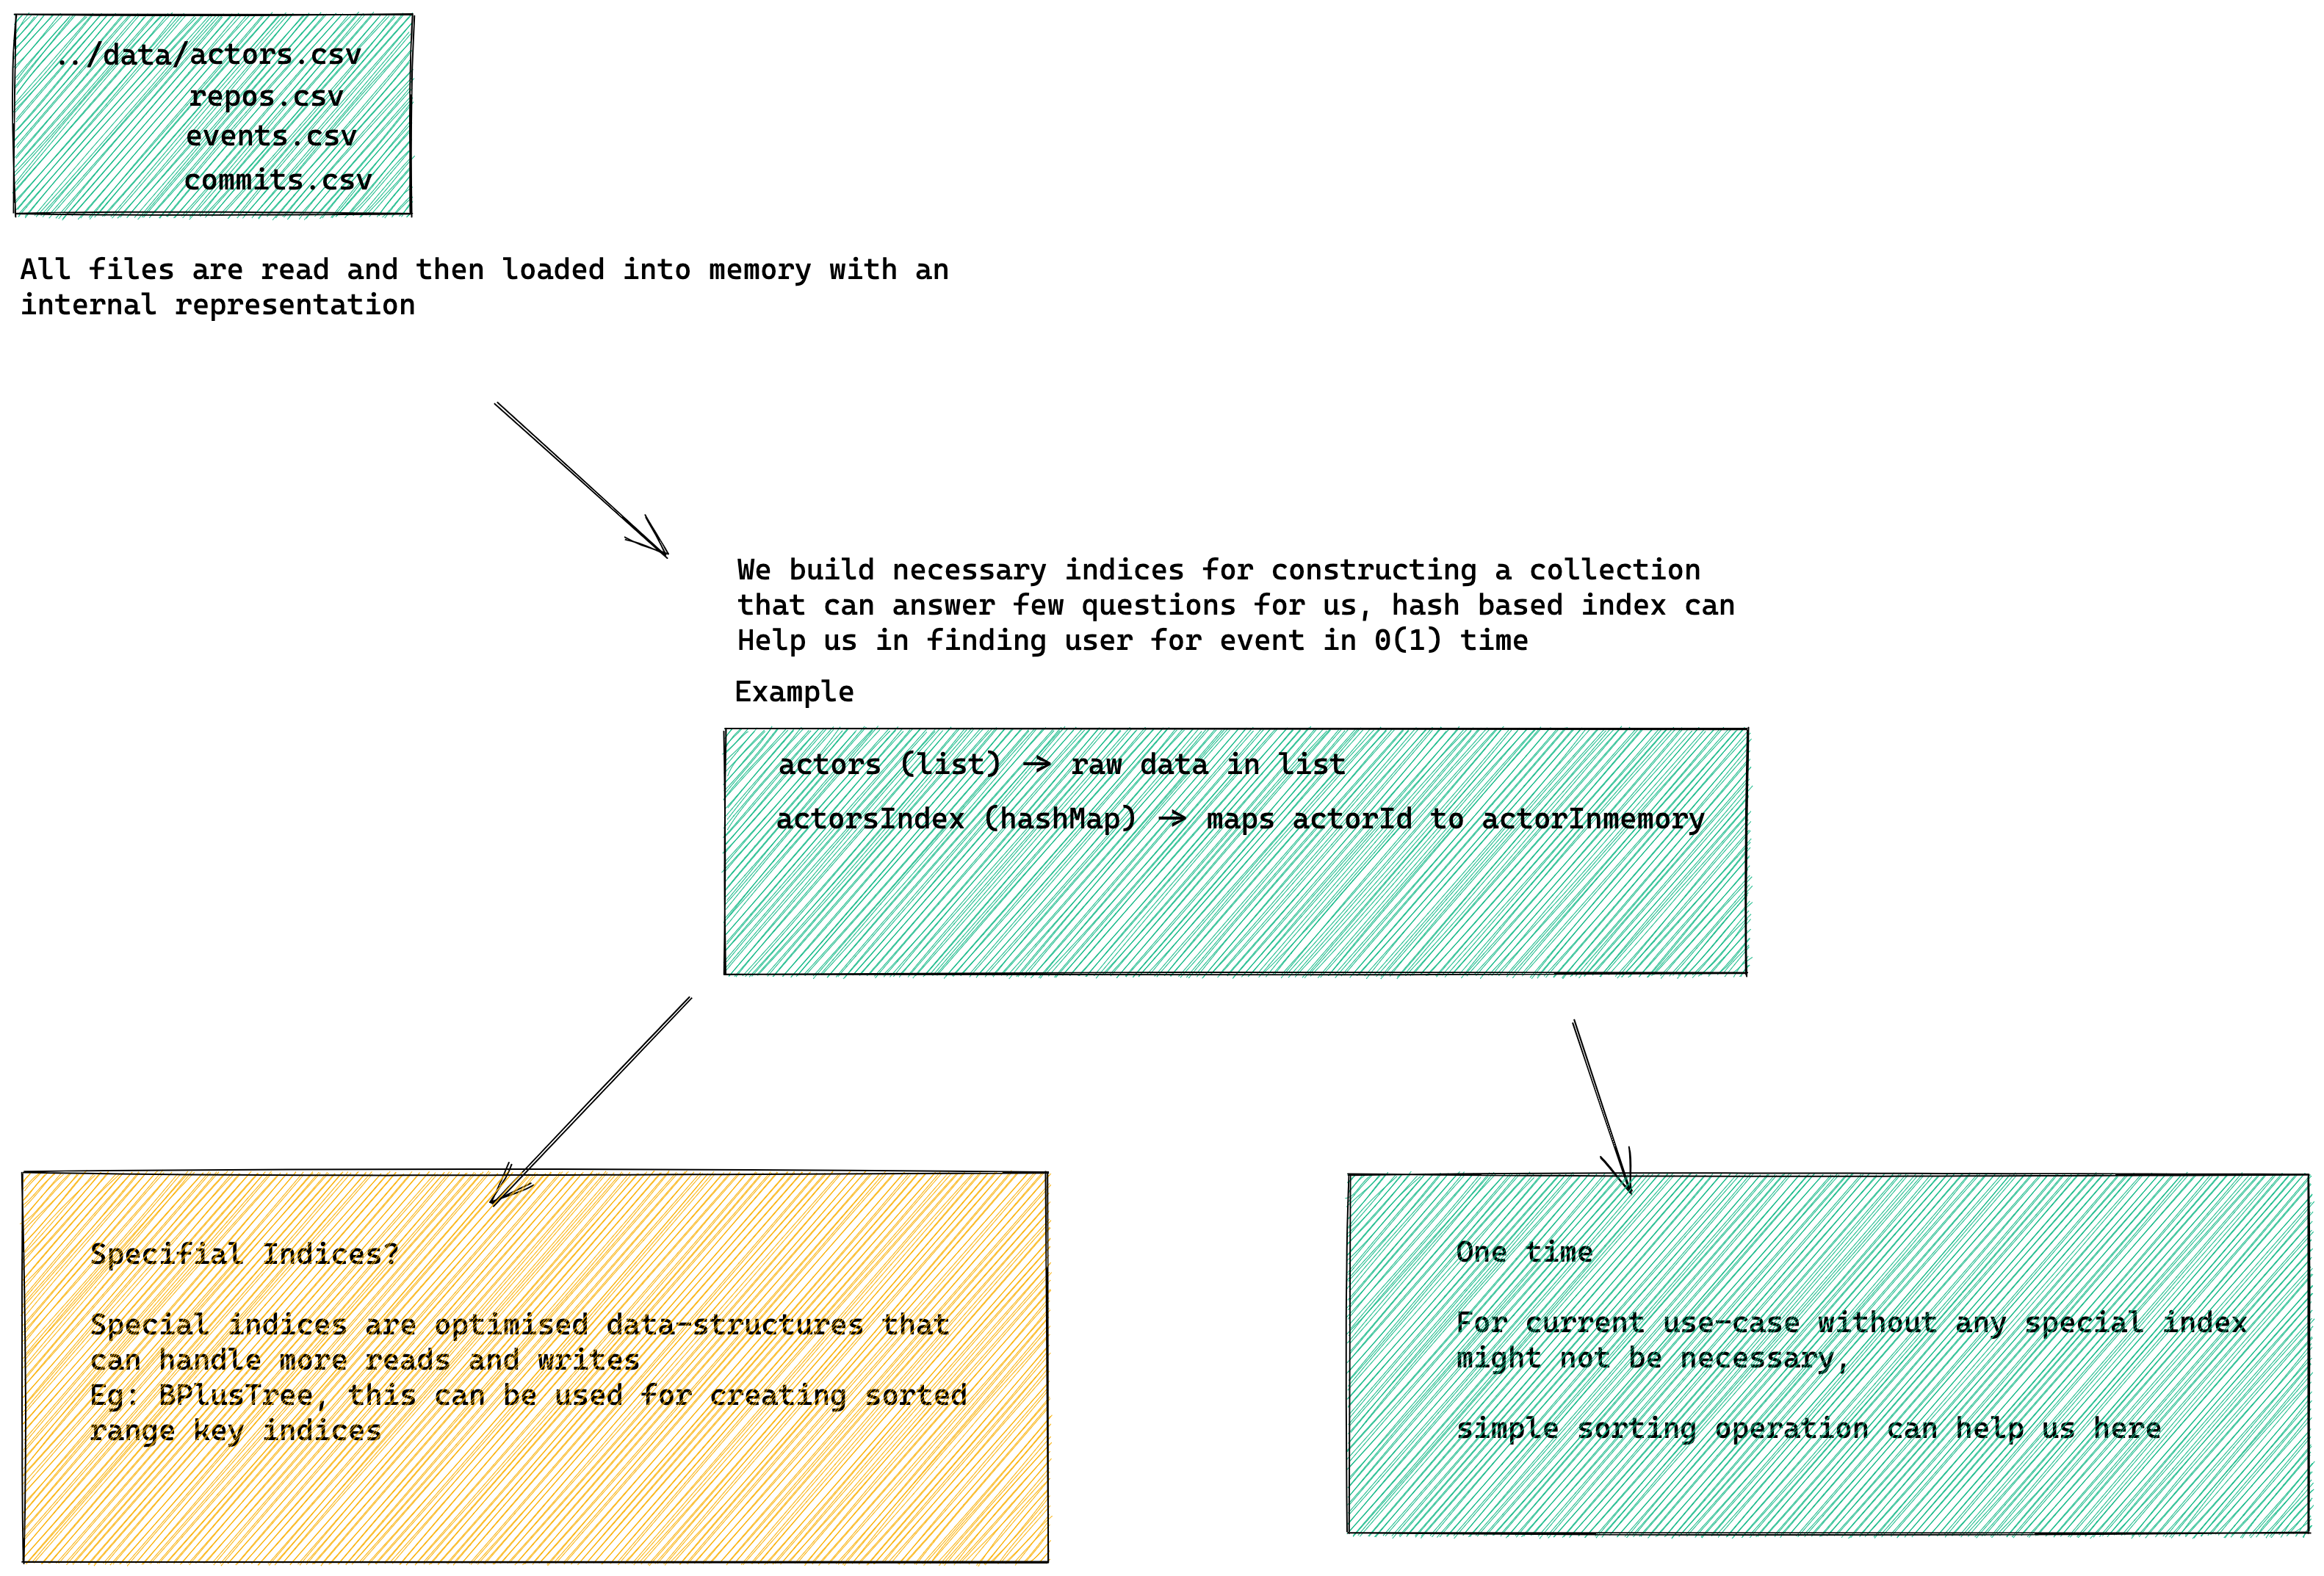 ../data/actors.csv
repos.csv
events.csv
commits.csv
All files are read and then loaded into memory with an
internal representation
We build necessary indices for constructing a collection
that can answer few questions for us, hash based index can
Help us in finding user for event in 0(1) time
Example
actors (list) → raw data in list
actorsIndex (hashMap) → maps actorId to actorInmemory
Specifial Indices?
Special indices are optimised data-structures that
can handle more reads and writes
Eg: BPlusTree, this can be used for creating sorted
range key indices
One time
For current use-case without any special index
might not be necessary,
simple sorting operation can help us here